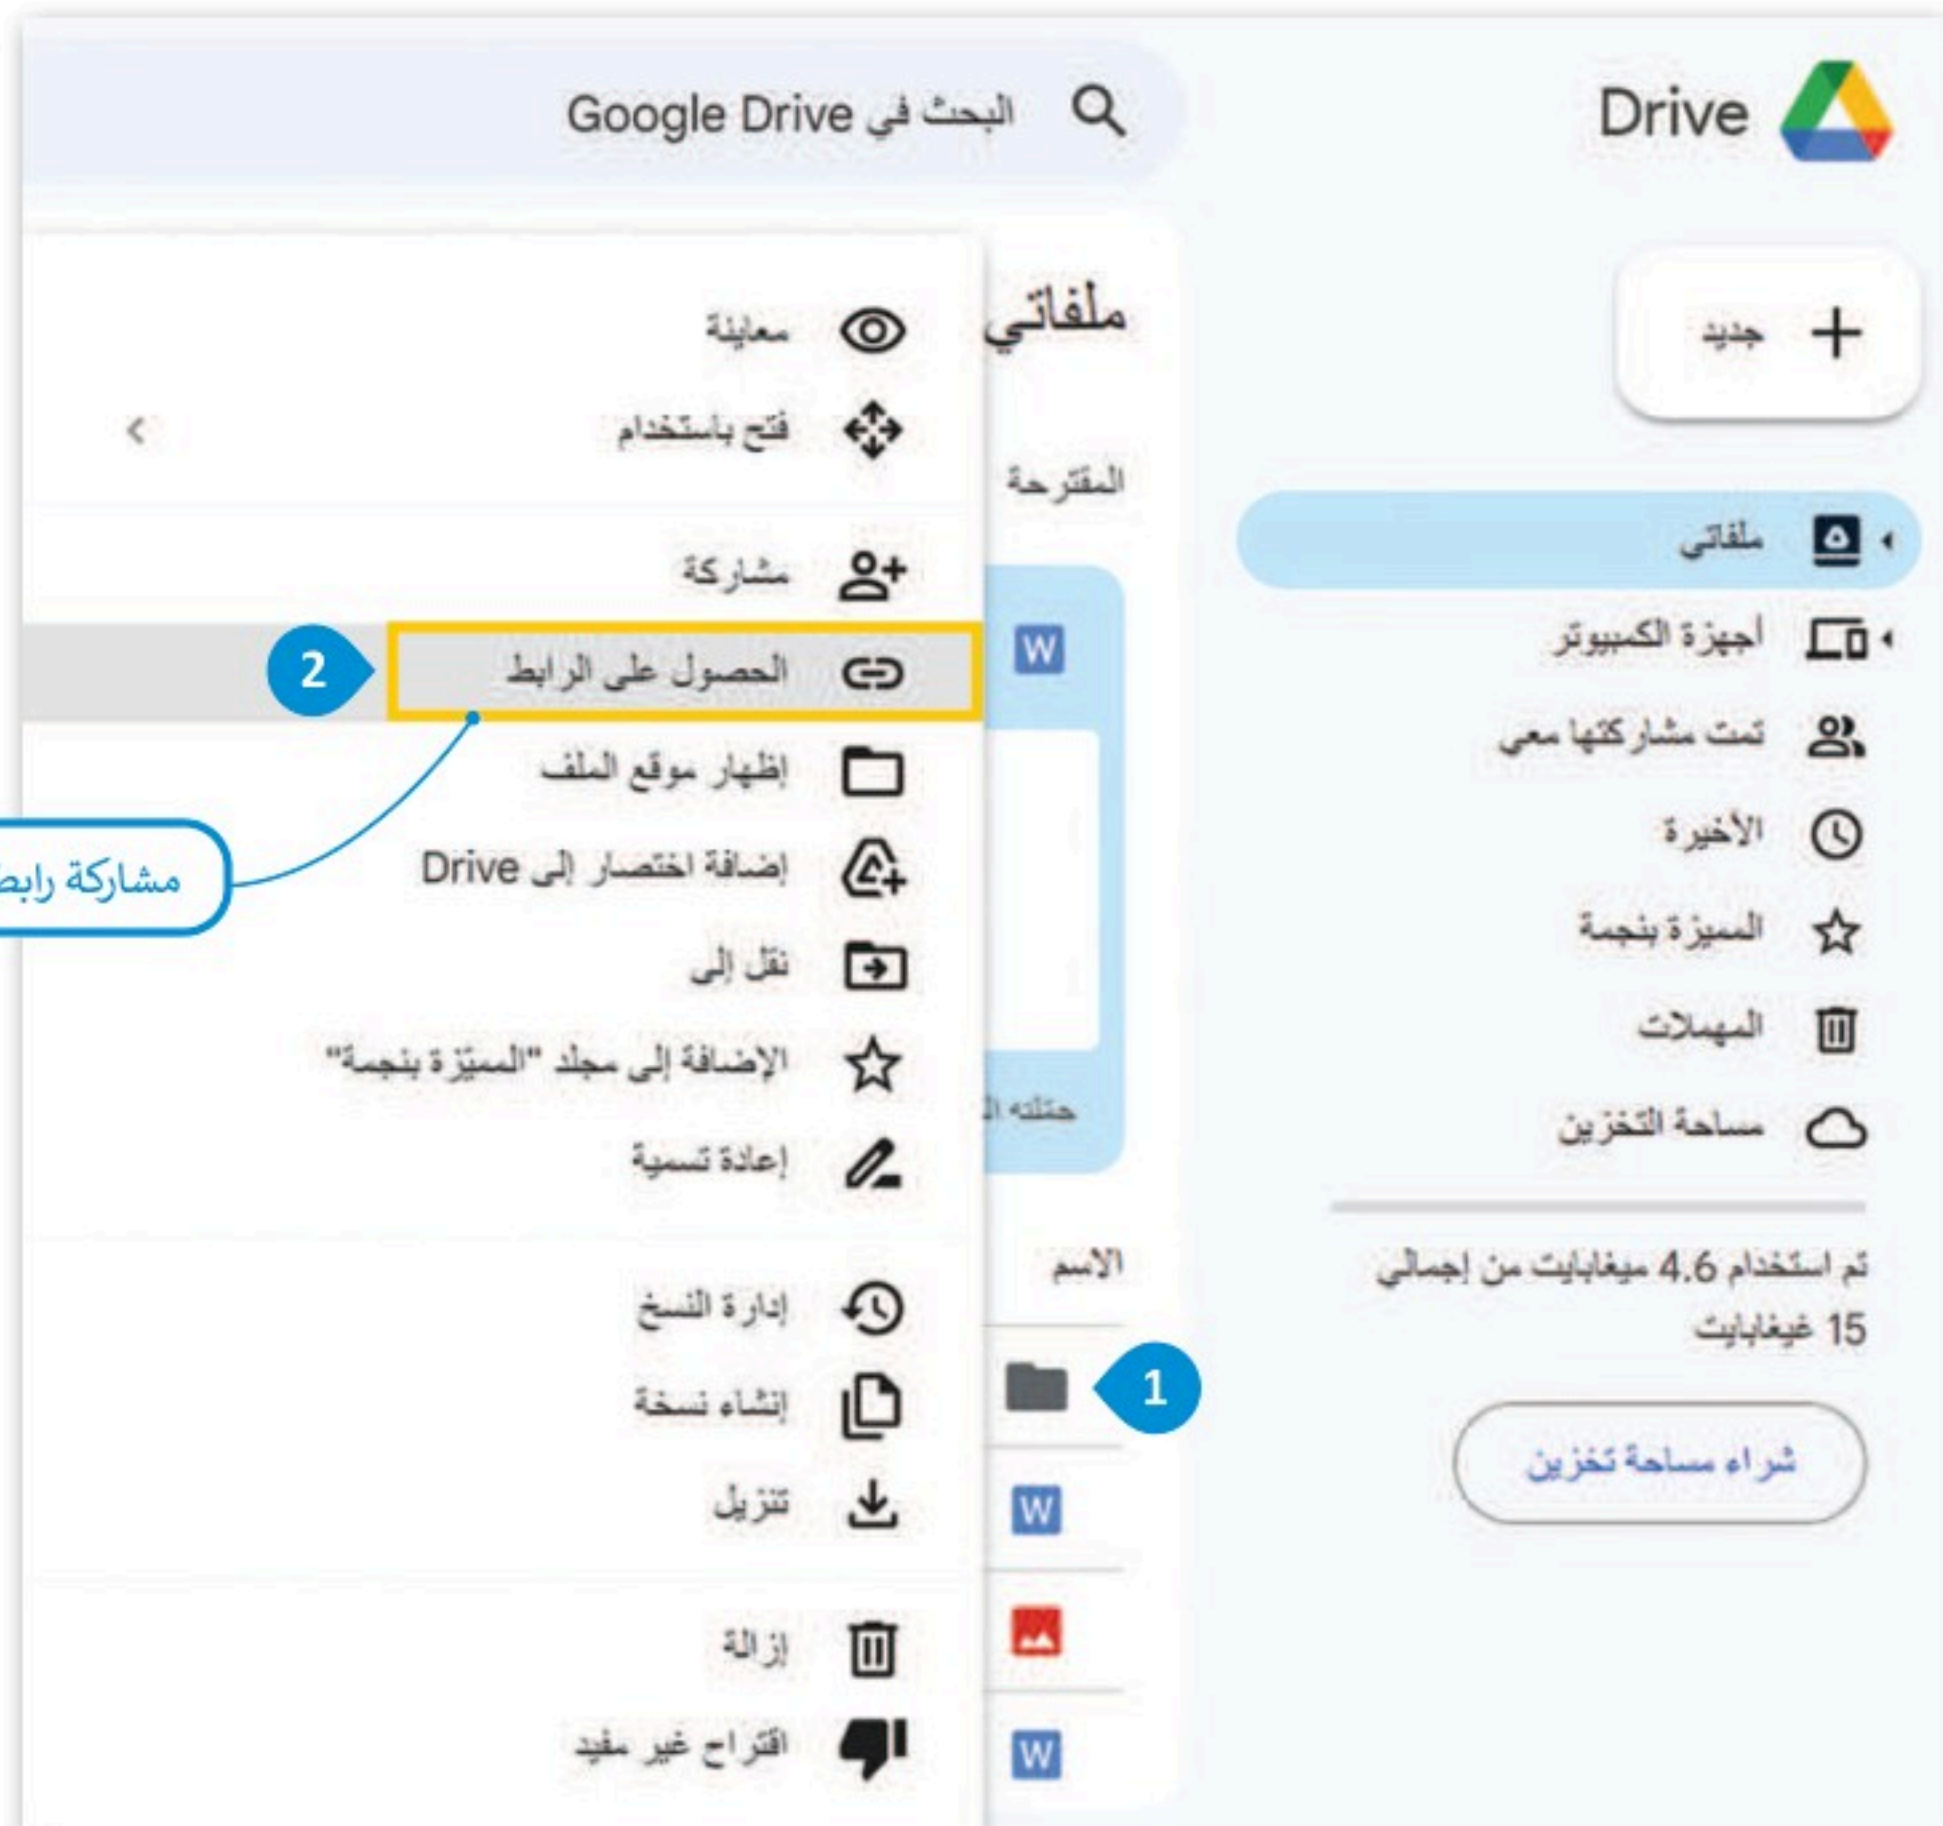 Drive
البحث في Google Drive
جديد
ملفاتي
أجهزة الكمبيوتر
تمت مشاركتها معي
الأخيرة
المميزة بنجمة
المهملات
مساحة التخزين
تم استخدام 4.6 ميغابايت من إجمالي
15 غيغابايت
شراء مساحة تخزين
ملفاتي
المقترحة
W
حمّلته
الاسم
1
W
W
معاينة
فتح باستخدام
مشاركة
الحصول على الرابط
2
إظهار موقع الملف
إضافة اختصار إلى Drive
نقل إلى
الإضافة إلى مجلد "المميّزة بنجمة"
إعادة تسمية
إدارة النسخ
إنشاء نسخة
تنزيل
إزالة
اقتراح غير مفيد
مشاركة